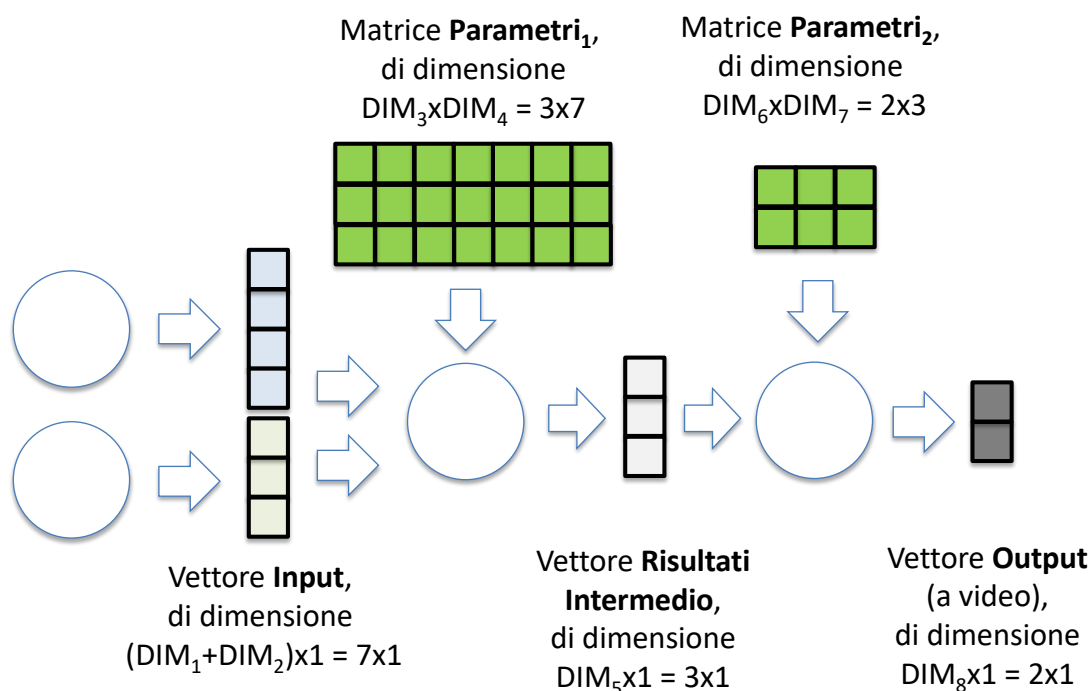 Matrice Parametri₁,
di dimensione
DIM₃xDIM₄ = 3x7
Matrice Parametri₂,
di dimensione
DIM₆xDIM₇ = 2x3
Vettore Input,
di dimensione
(DIM₁+DIM₂)x1 = 7x1
Vettore Risultati
Intermedio,
di dimensione
DIM₅x1 = 3x1
Vettore Output
(a video),
di dimensione
DIM₈x1 = 2x1